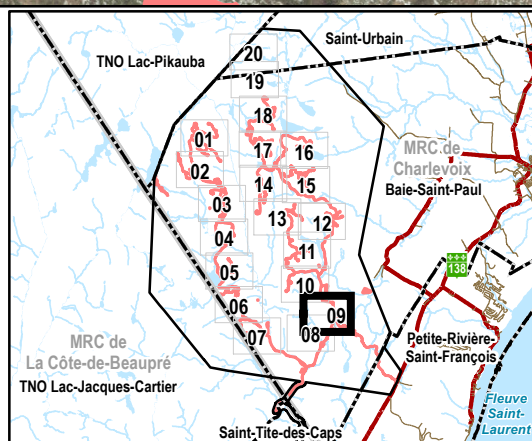 20
Saint-Urbain
TNO Lac-Pikauba
19
18
01
17
16
MRC de
Charlevoix
02
14
15
Baie-Saint-Paul
03
13
12
04
11
138
05
10
06
09
07
08
Petite-Rivière-
Saint-François
MRC de
La Côte-de-Beaupré
TNO Lac-Jacques-Cartier
Fleuve
Saint-
Laurent
Saint-Tite-des-Caps